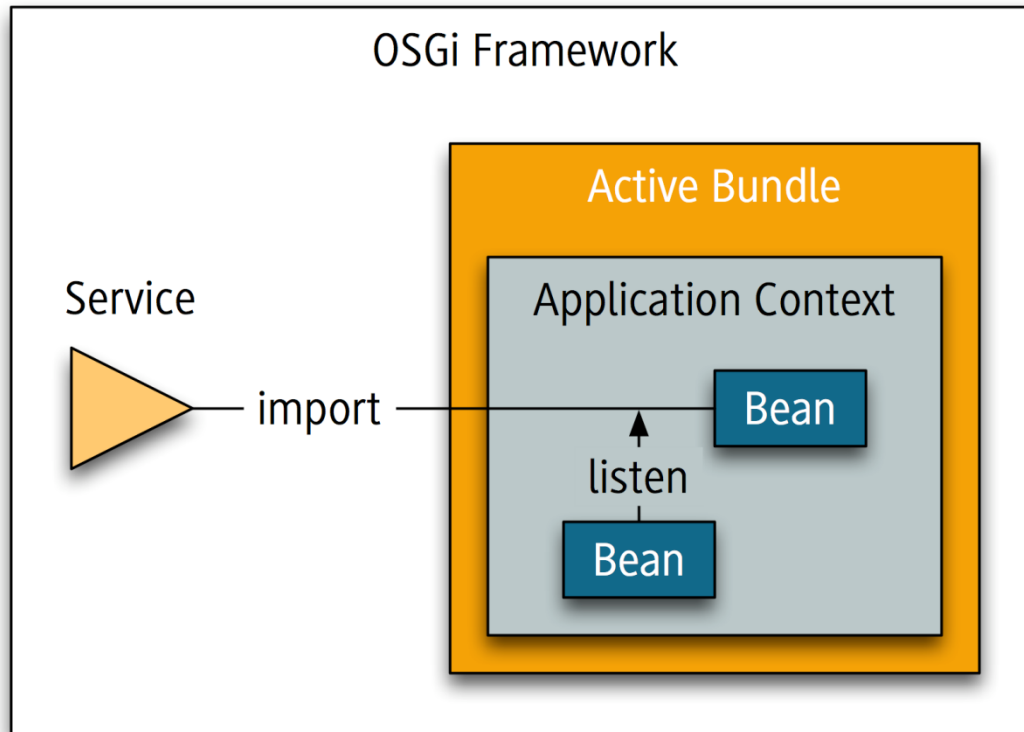 OSGi Framework
Active Bundle
Application Context
Service
import
Bean
listen
Bean